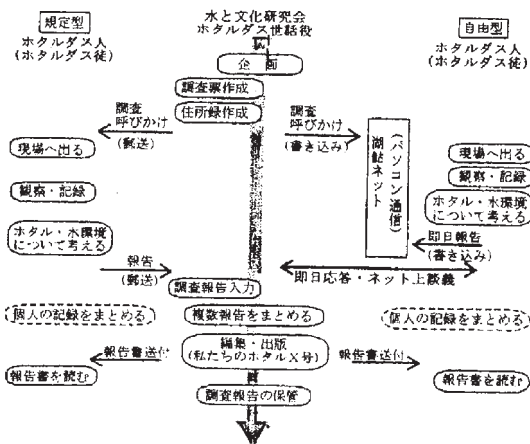 規定型
ホタルダス人
(ホタルダス徒)
水と文化研究会
ホタルダス世話役
自由型
ホタルダス人
(ホタルダス徒)
企画
調査票作成
住所録作成
調査
呼びかけ
(郵送)
調査
呼びかけ
(書き込み)
湖鮎ネット
(パソコン通信)
現場へ出る
観察・記録
ホタル・水環境
について考える
現場へ出る
観察・記録
ホタル・水環境
について考える
即日報告
(書き込み)
報告
(郵送)
即日応答・ネット上談義
調査報告入力
個人の記録をまとめる
複数報告をまとめる
個人の記録をまとめる
編集・出版
(私たちのホタルX号)
報告書送付
報告書送付
報告書を読む
報告書を読む
調査報告の保管